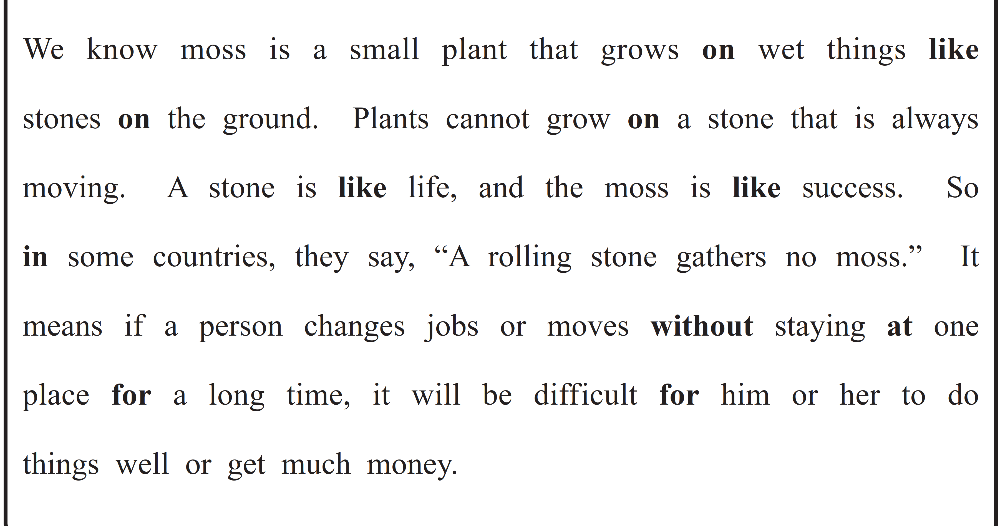 We know moss is a small plant that grows on wet things like
stones on the ground. Plants cannot grow on a stone that is always
moving. A stone is like life, and the moss is like success. So
in some countries, they say, “A rolling stone gathers no moss.” It
means if a person changes jobs or moves without staying at one
place for a long time, it will be difficult for him or her to do
things well or get much money.